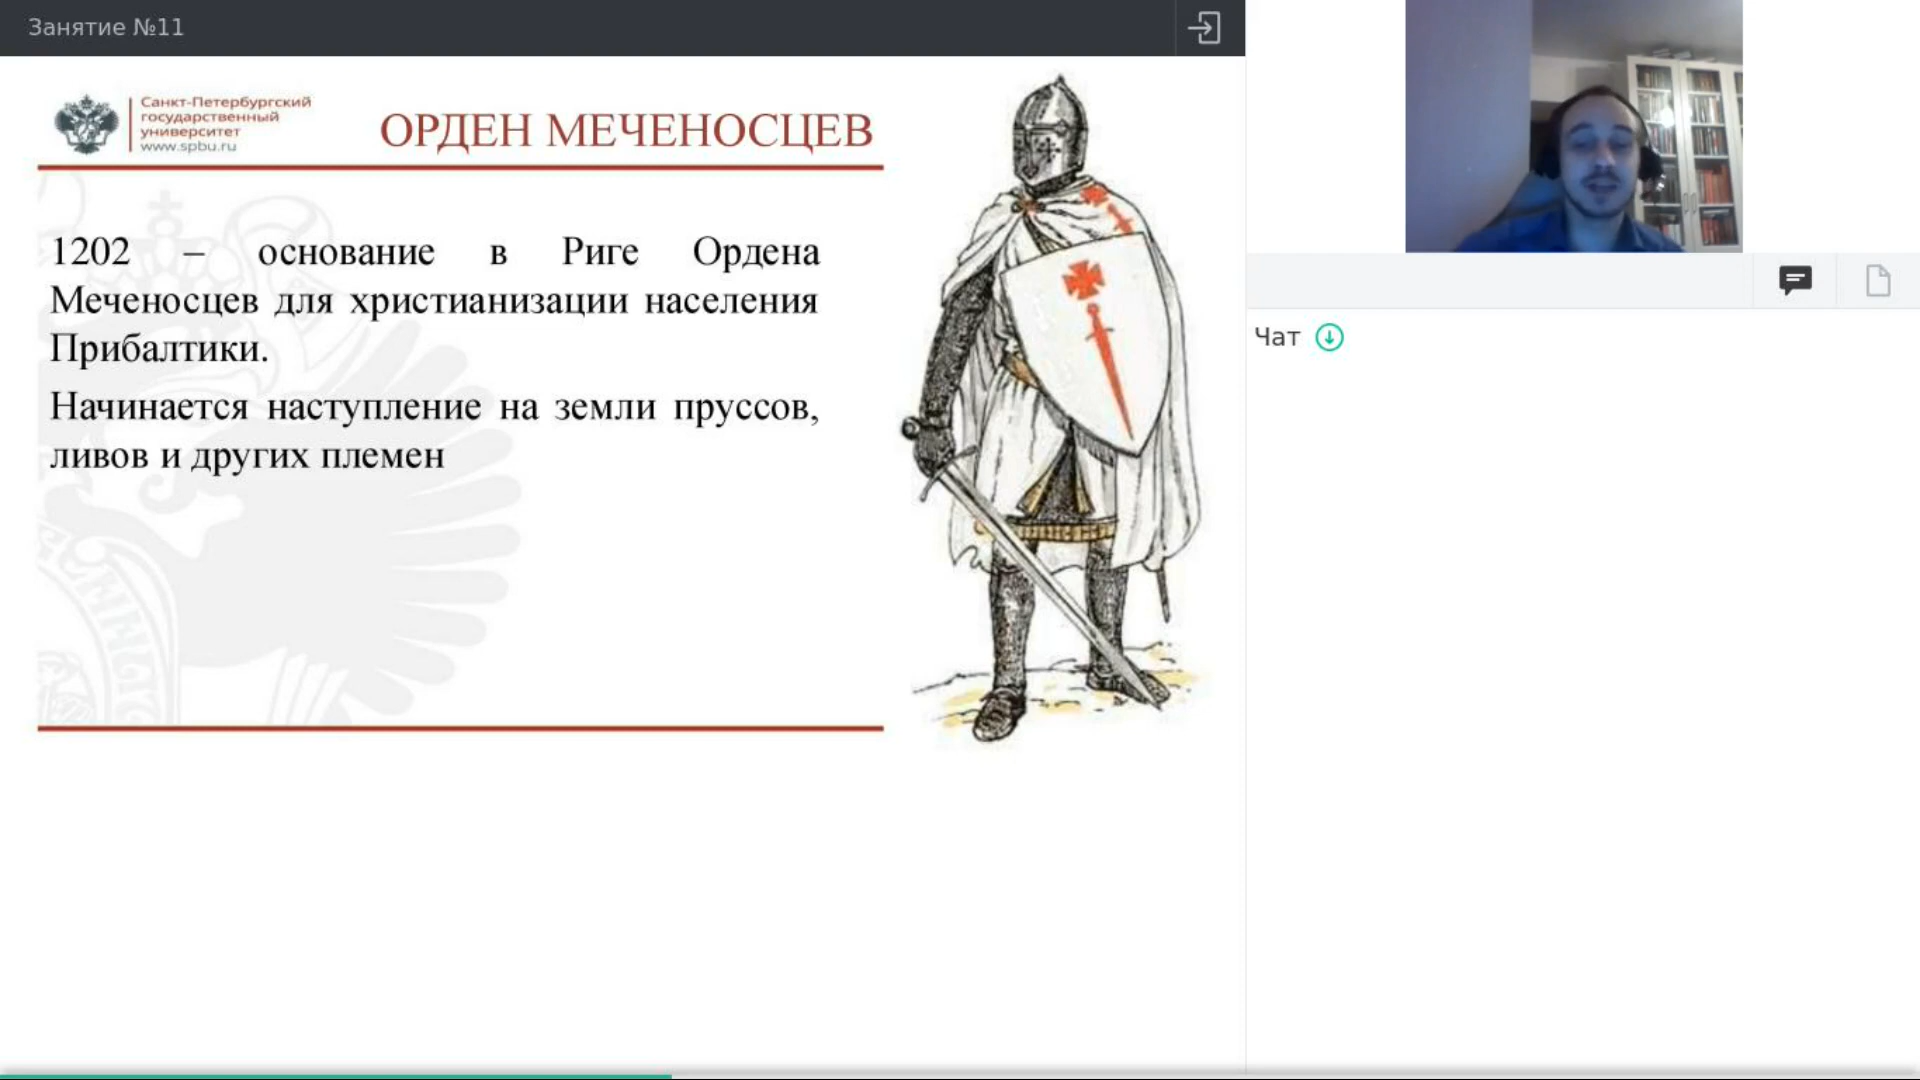 Занятие №11
Санкт-Петербургский
государственный
университет
www.spbu.ru
ОРДЕН МЕЧЕНОСЦЕВ
1202 – основание в Риге Ордена
Меченосцев для христианизации населения
Прибалтики.
Начинается наступление на земли пруссов,
ливов и других племен
Чат